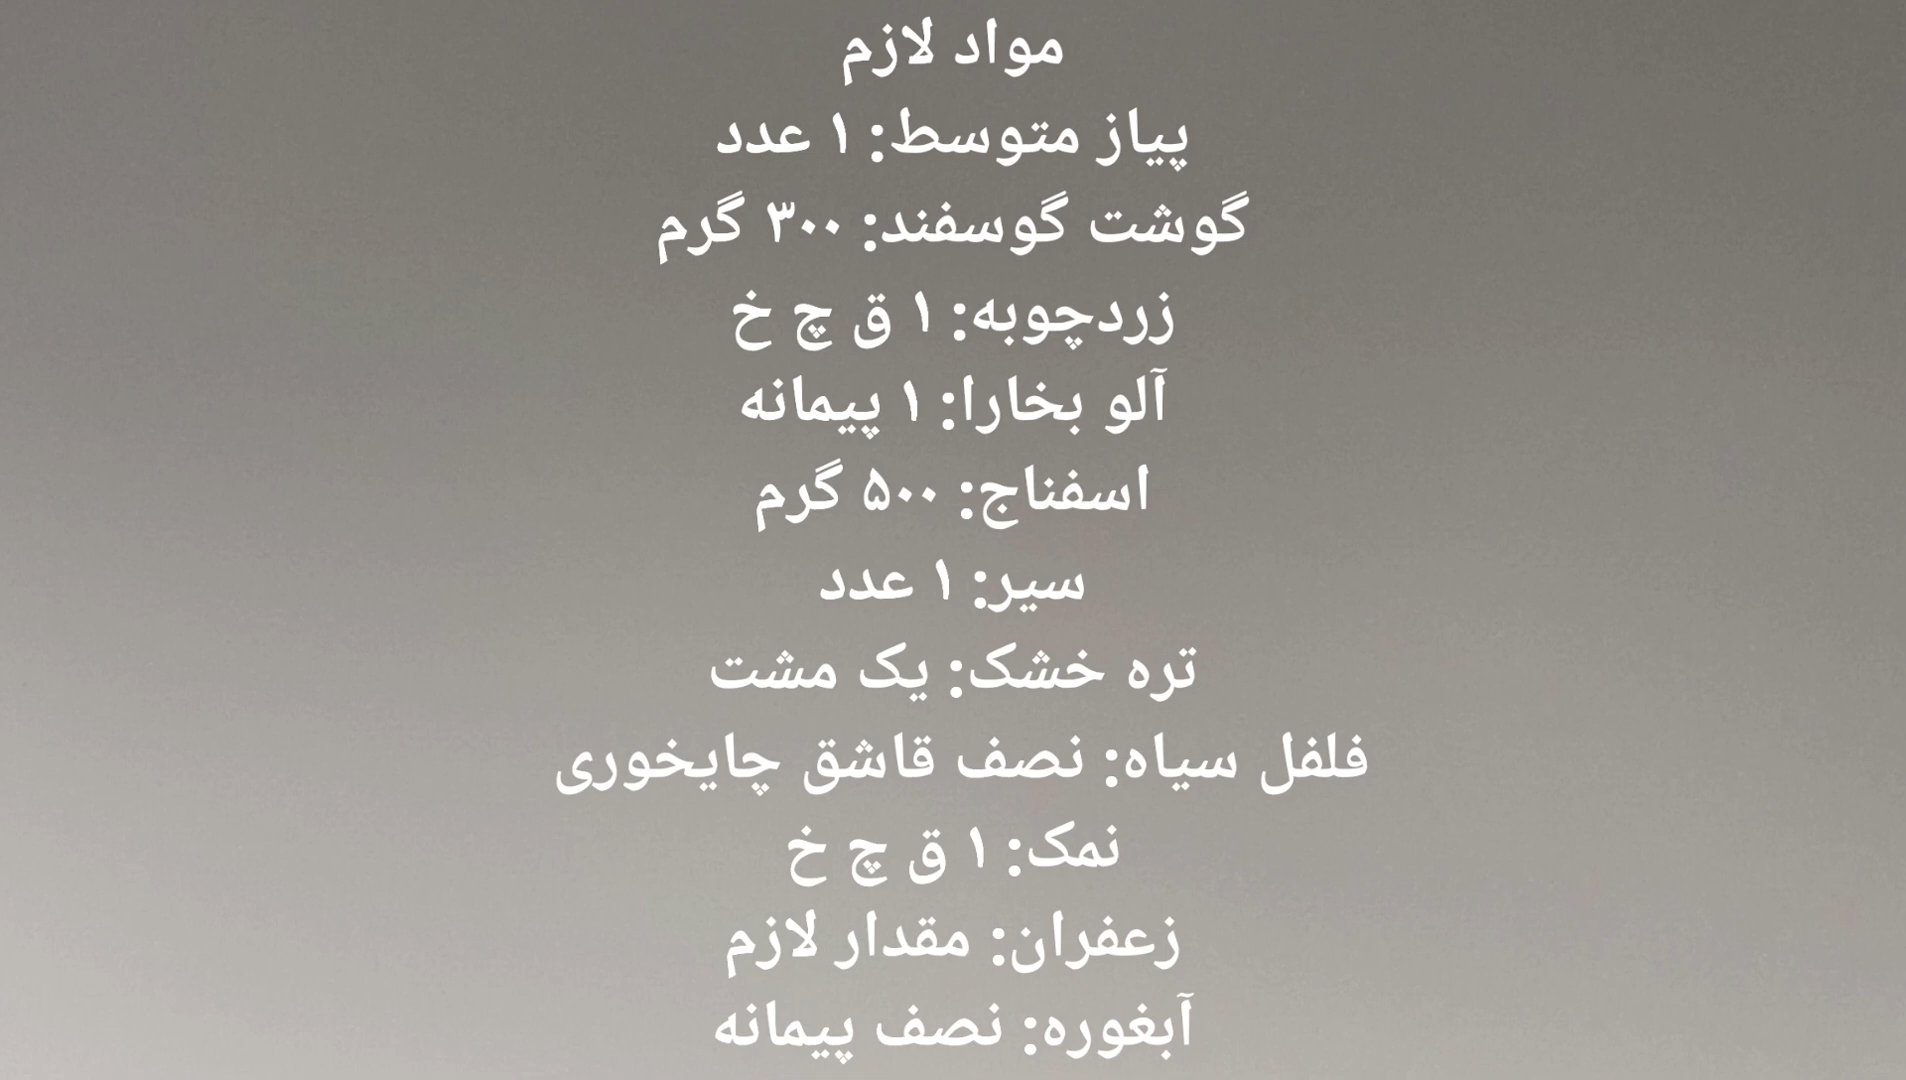 مواد لازم
پیاز متوسط: ۱ عدد
گوشت گوسفند: ۳۰۰ گرم
زردچوبه: ۱ ق چ خ
آلو بخارا: ۱ پیمانه
اسفناج: ۵۰۰ گرم
سیر: ۱ عدد
تره خشک: یک مشت
فلفل سیاه: نصف قاشق چایخوری
نمک: ۱ ق چ خ
زعفران: مقدار لازم
آبغوره: نصف پیمانه